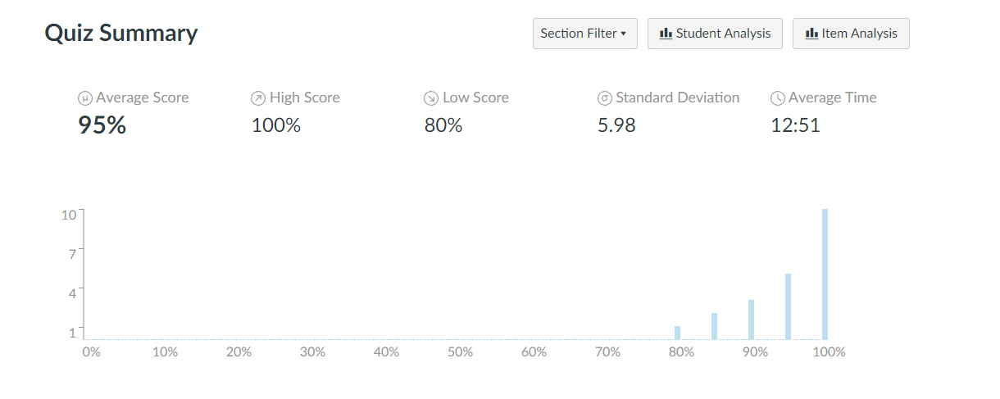 Quiz Summary
Section Filter ▾
Student Analysis
Item Analysis
μ Average Score
High Score
Low Score
σ Standard Deviation
Average Time
95%
100%
80%
5.98
12:51
10
7
4
1
0% 10% 20% 30% 40% 50% 60% 70% 80% 90% 100%